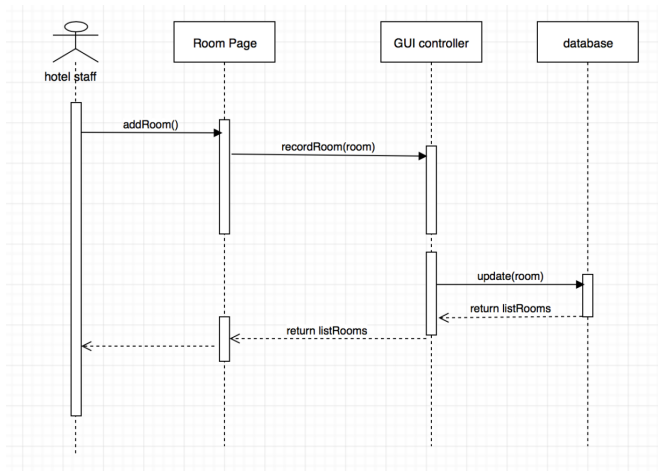 hotel staff
Room Page
GUI controller
database
addRoom()
recordRoom(room)
update(room)
return listRooms
return listRooms